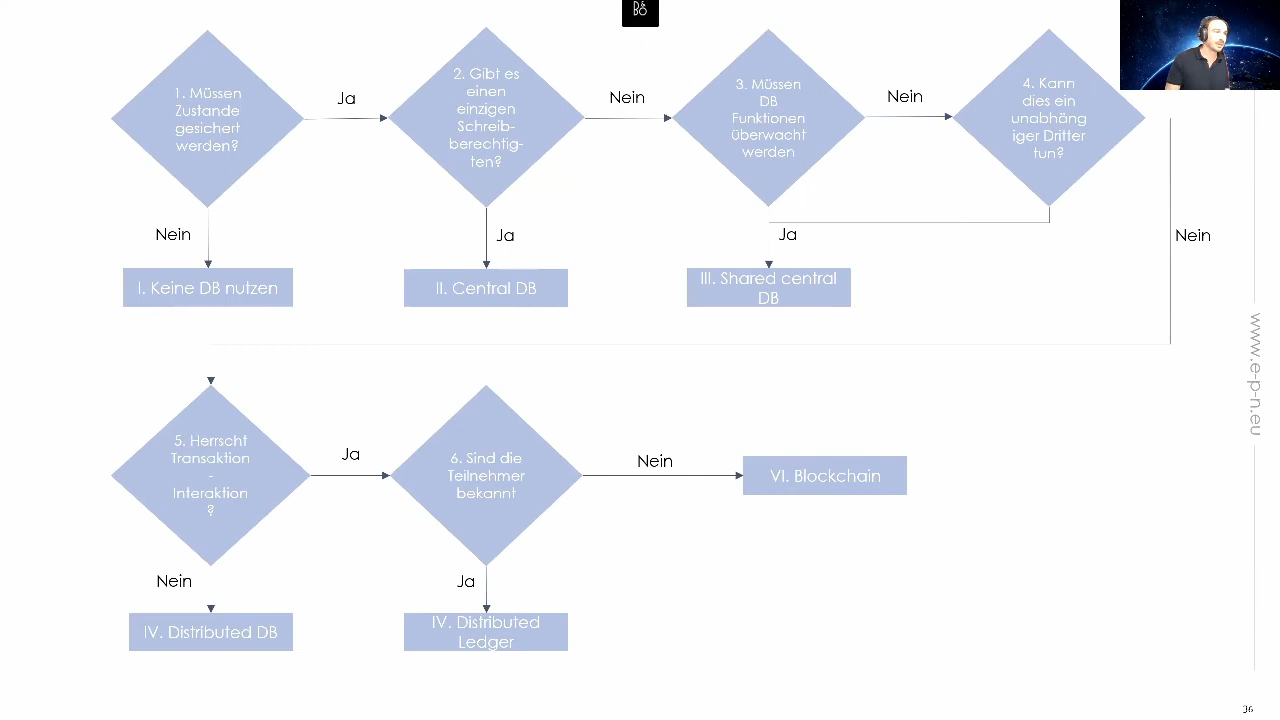 B&O
1. Müssen
Zustande
gesichert
werden?
Ja
2. Gibt es
einen
einzigen
Schreib-
berechtig-
ten?
Nein
3. Müssen
DB
Funktionen
überwacht
werden
Nein
4. Kann
dies ein
unabhäng
iger Dritter
tun?
Nein
Ja
Ja
Nein
I. Keine DB nutzen
II. Central DB
III. Shared central
DB
www.e-p-n.eu
5. Herrscht
Transaktion
-
Interaktion
?
Ja
6. Sind die
Teilnehmer
bekannt
Nein
VI. Blockchain
Nein
Ja
IV. Distributed DB
IV. Distributed
Ledger
36